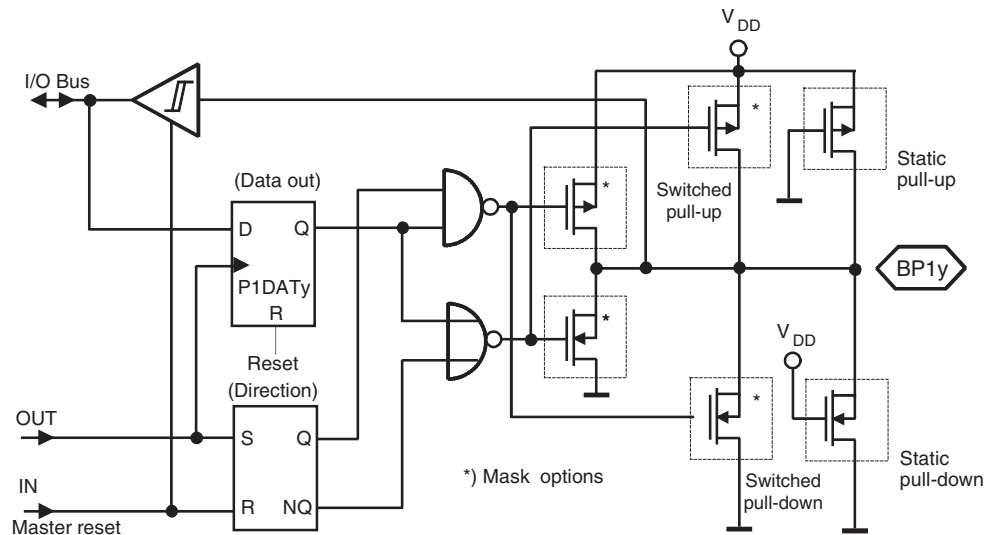 V DD
I/O Bus
*
(Data out)
*
Switched
pull-up
Static
pull-up
D
Q
P1DATy
R
BP1y
*
V DD
Reset
(Direction)
*
OUT
S
Q
*) Mask options
Switched
pull-down
Static
pull-down
IN
R
NQ
Master reset